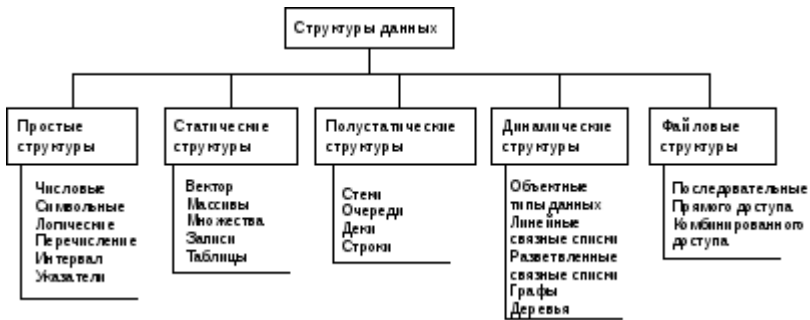 Структуры данных
Простые
структуры
Статические
структуры
Полустатические
структуры
Динамические
структуры
Файловые
структуры
Числовые
Символьные
Логические
Перечисление
Интервал
Указатели
Вектор
Массивы
Множества
Записи
Таблицы
Стеки
Очереди
Деки
Строки
Объектные
типы данных
Линейные
связные списки
Разветвленные
связные списки
Графы
Деревья
Последовательные
Прямого доступа
Комбинированного
доступа